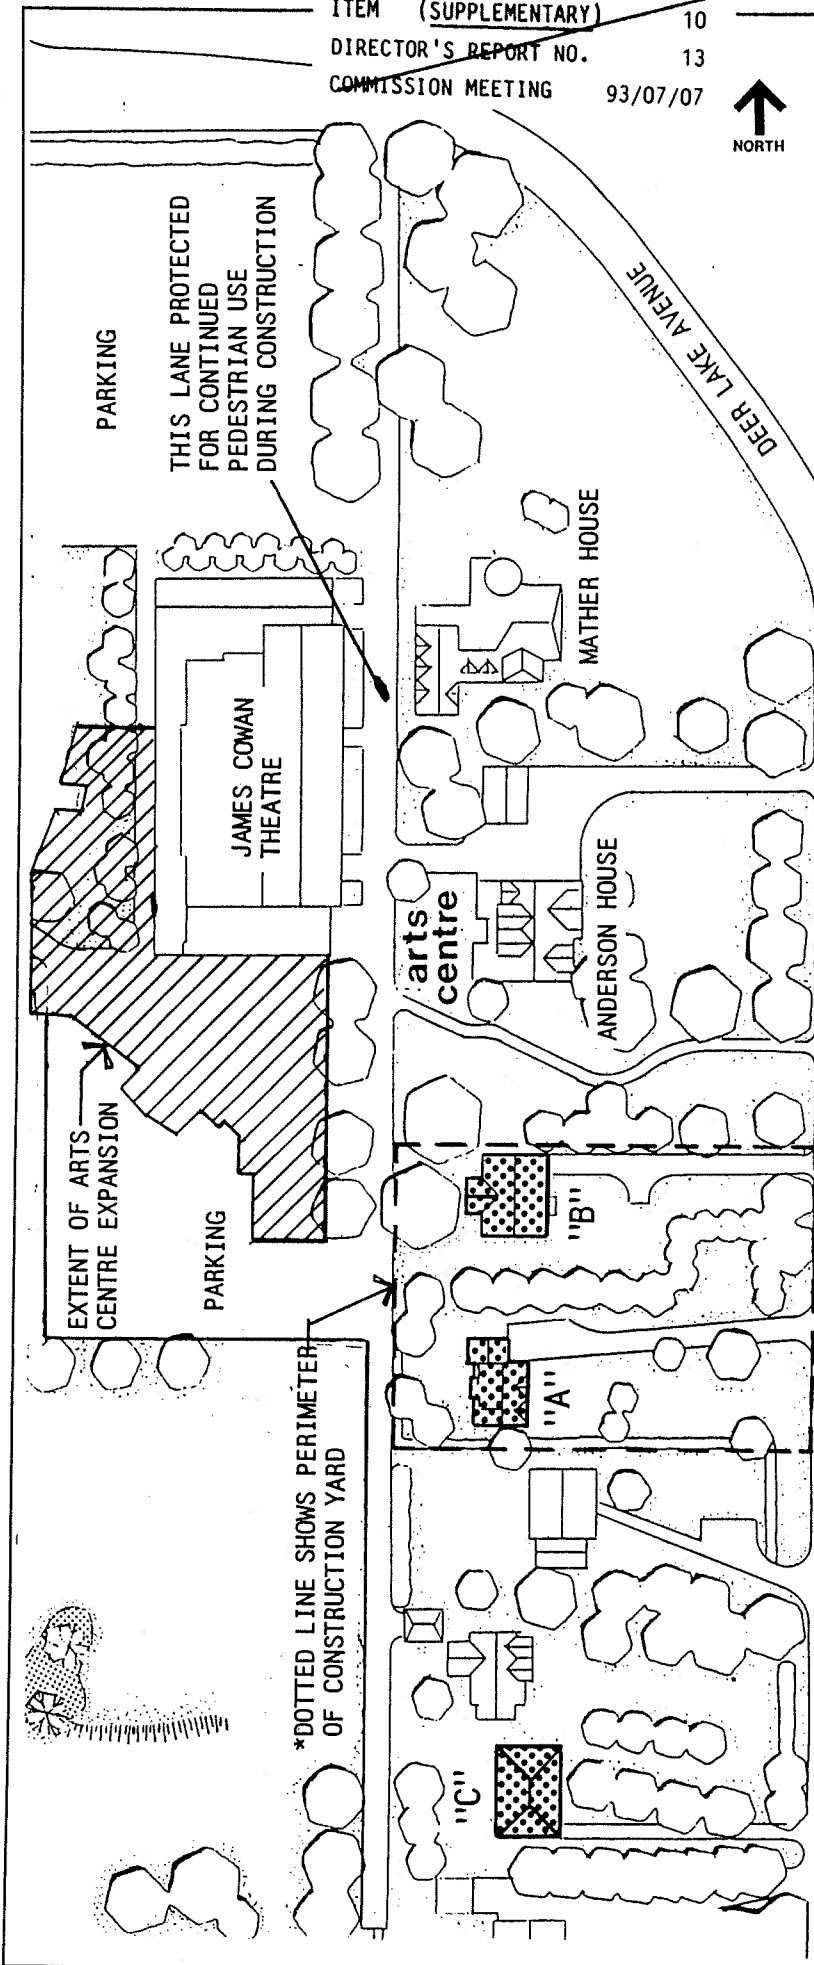 ITEM (SUPPLEMENTARY) 10
DIRECTOR'S REPORT NO. 13
COMMISSION MEETING 93/07/07
NORTH
PARKING
THIS LANE PROTECTED
FOR CONTINUED
PEDESTRIAN USE
DURING CONSTRUCTION
DEER LAKE AVENUE
MATHER HOUSE
JAMES COWAN
THEATRE
arts
centre
ANDERSON HOUSE
EXTENT OF ARTS
CENTRE EXPANSION
PARKING
"B"
"A"
*DOTTED LINE SHOWS PERIMETER
OF CONSTRUCTION YARD
"C"